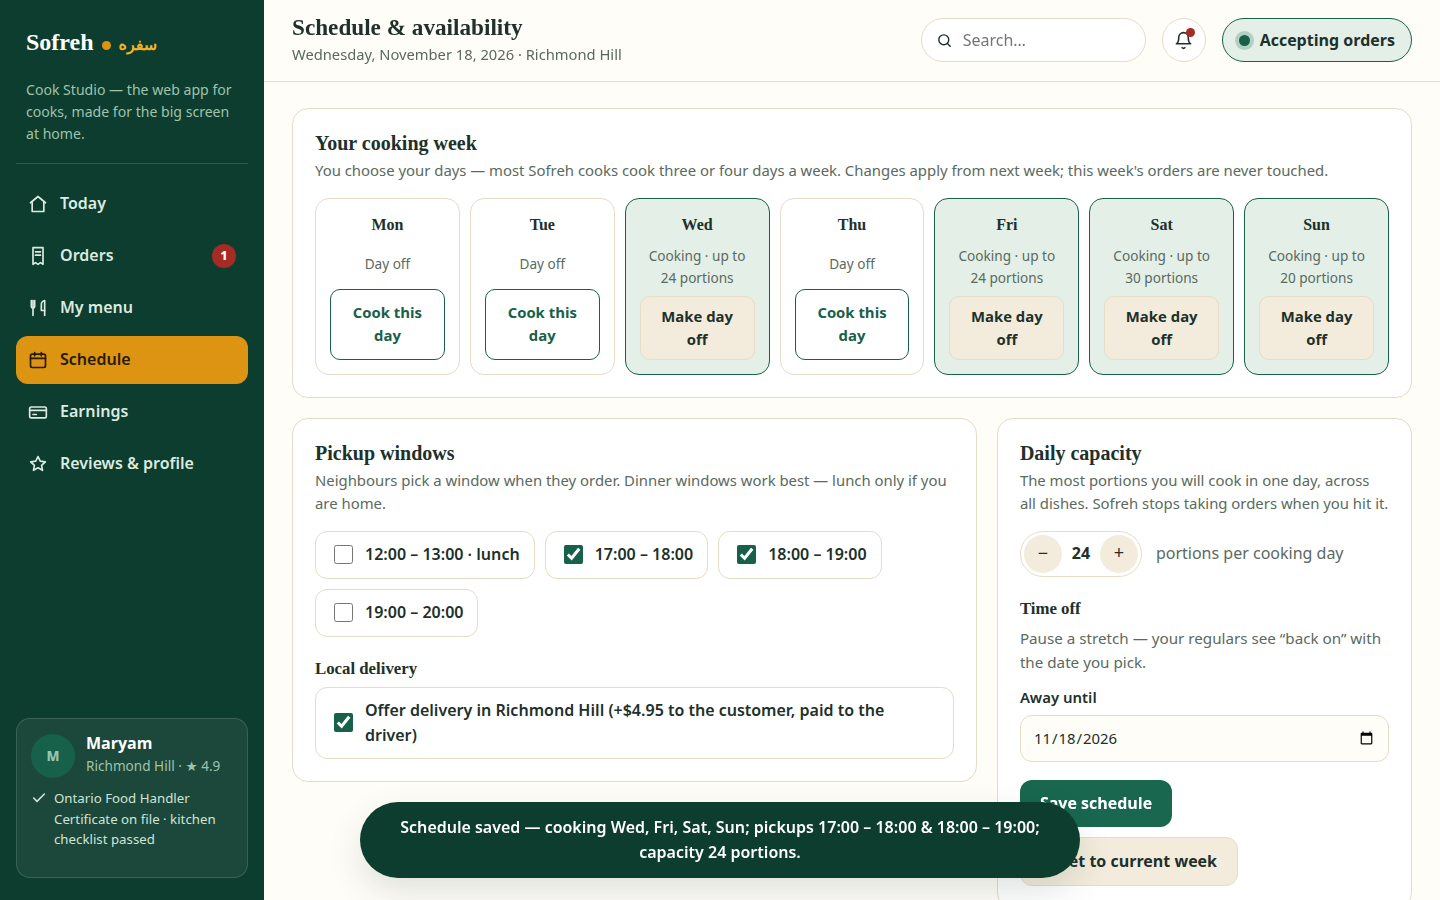 Sofreh سفره
Cook Studio — the web app for
cooks, made for the big screen
at home.
Today
Orders 1
My menu
Schedule
Earnings
Reviews & profile
M
Maryam
Richmond Hill · ★ 4.9
Ontario Food Handler
Certificate on file · kitchen
checklist passed
Schedule & availability
Wednesday, November 18, 2026 · Richmond Hill
Search...
Accepting orders
Your cooking week
You choose your days — most Sofreh cooks cook three or four days a week. Changes apply from next week; this week's orders are never touched.
Mon
Day off
Cook this
day
Tue
Day off
Cook this
day
Wed
Cooking · up to
24 portions
Make day
off
Thu
Day off
Cook this
day
Fri
Cooking · up to
24 portions
Make day
off
Sat
Cooking · up to
30 portions
Make day
off
Sun
Cooking · up to
20 portions
Make day
off
Pickup windows
Neighbours pick a window when they order. Dinner windows work best — lunch only if you
are home.
12:00 – 13:00 · lunch
17:00 – 18:00
18:00 – 19:00
19:00 – 20:00
Local delivery
Offer delivery in Richmond Hill (+$4.95 to the customer, paid to the
driver)
Daily capacity
The most portions you will cook in one day, across
all dishes. Sofreh stops taking orders when you hit it.
− 24 + portions per cooking day
Time off
Pause a stretch — your regulars see “back on” with
the date you pick.
Away until
11/18/2026
Save schedule
to current week
Schedule saved — cooking Wed, Fri, Sat, Sun; pickups 17:00 – 18:00 & 18:00 – 19:00;
capacity 24 portions.